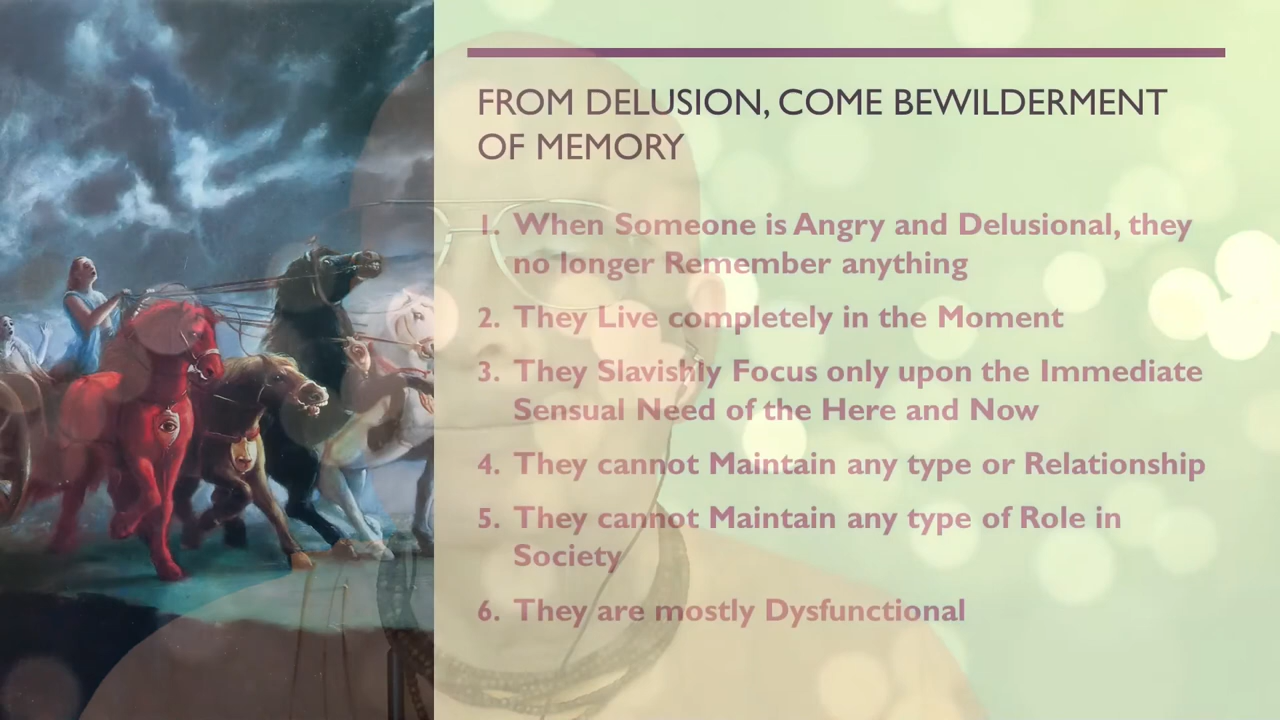 FROM DELUSION, COME BEWILDERMENT
OF MEMORY
1. When Someone is Angry and Delusional, they
no longer Remember anything
2. They Live completely in the Moment
3. They Slavishly Focus only upon the Immediate
Sensual Need of the Here and Now
4. They cannot Maintain any type or Relationship
5. They cannot Maintain any type of Role in
Society
6. They are mostly Dysfunctional